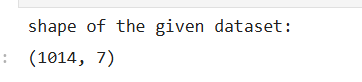 shape of the given dataset:
: (1014, 7)